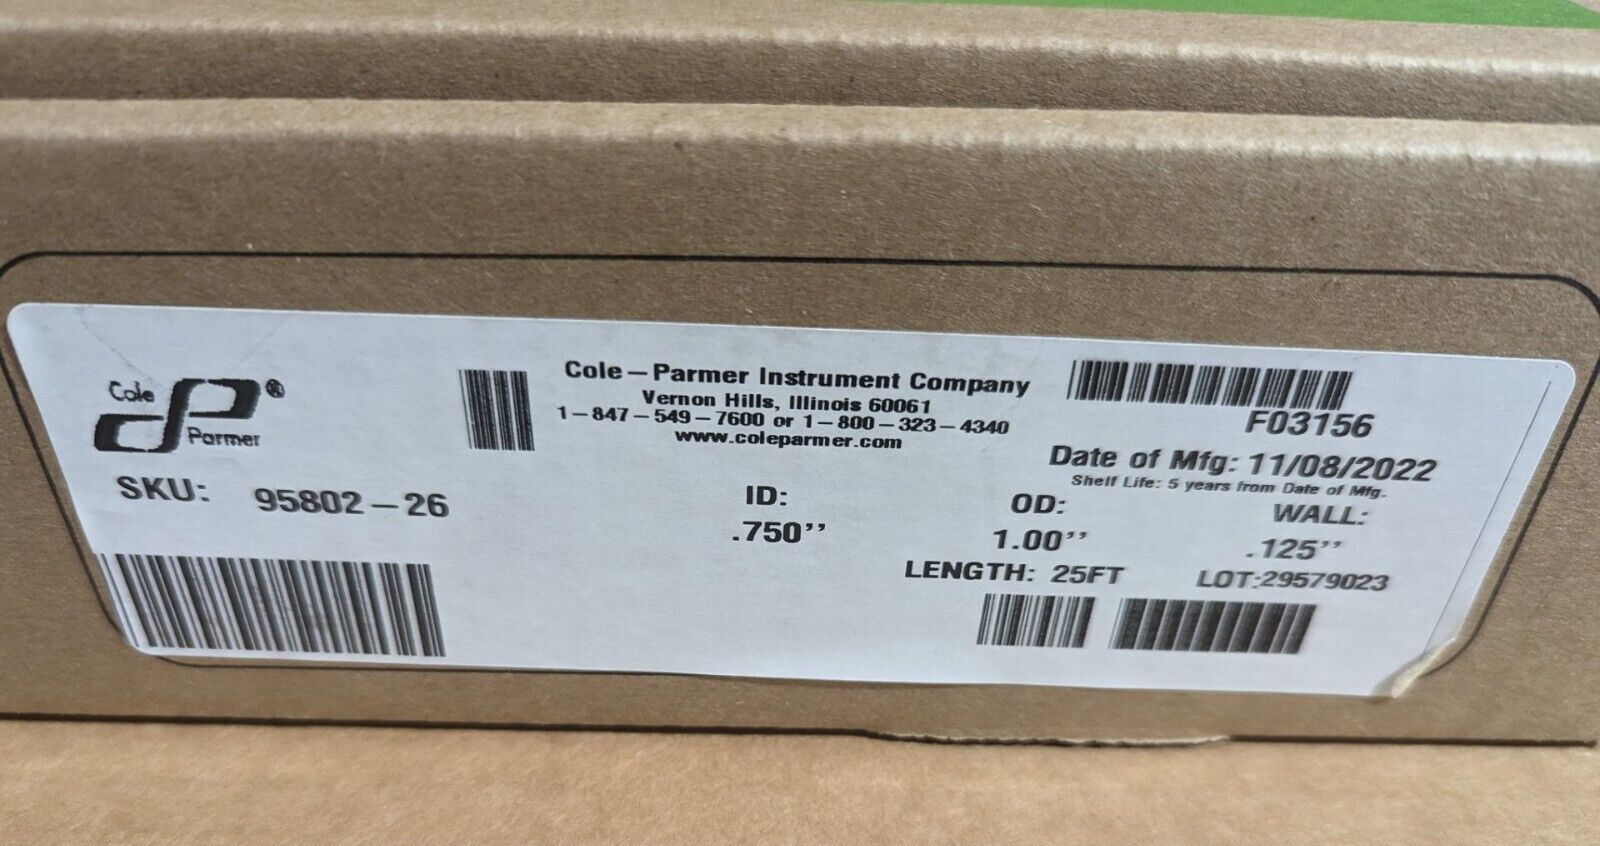 Cole
Parmer
®
Cole-Parmer Instrument Company
Vernon Hills, Illinois 60061
1-847-549-7600 or 1-800-323-4340
www.coleparmer.com
F03156
Date of Mfg: 11/08/2022
Shelf Life: 5 years from Date of Mfg.
SKU: 95802-26
ID:
.750’’
OD:
1.00’’
WALL:
.125’’
LENGTH: 25FT
LOT:29579023